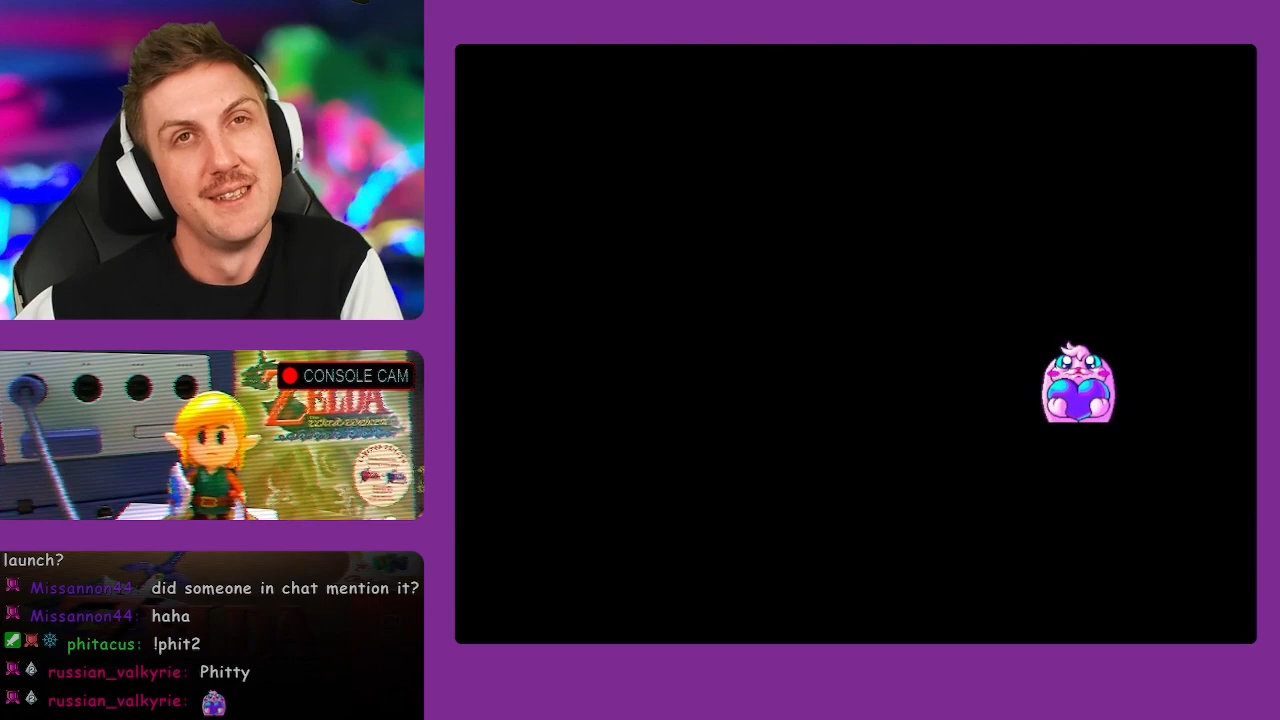 CONSOLE CAM
ZELDA
launch?
Missannon44: did someone in chat mention it?
Missannon44: haha
phitacus: !phit2
russian_valkyrie: Phitty
russian_valkyrie: